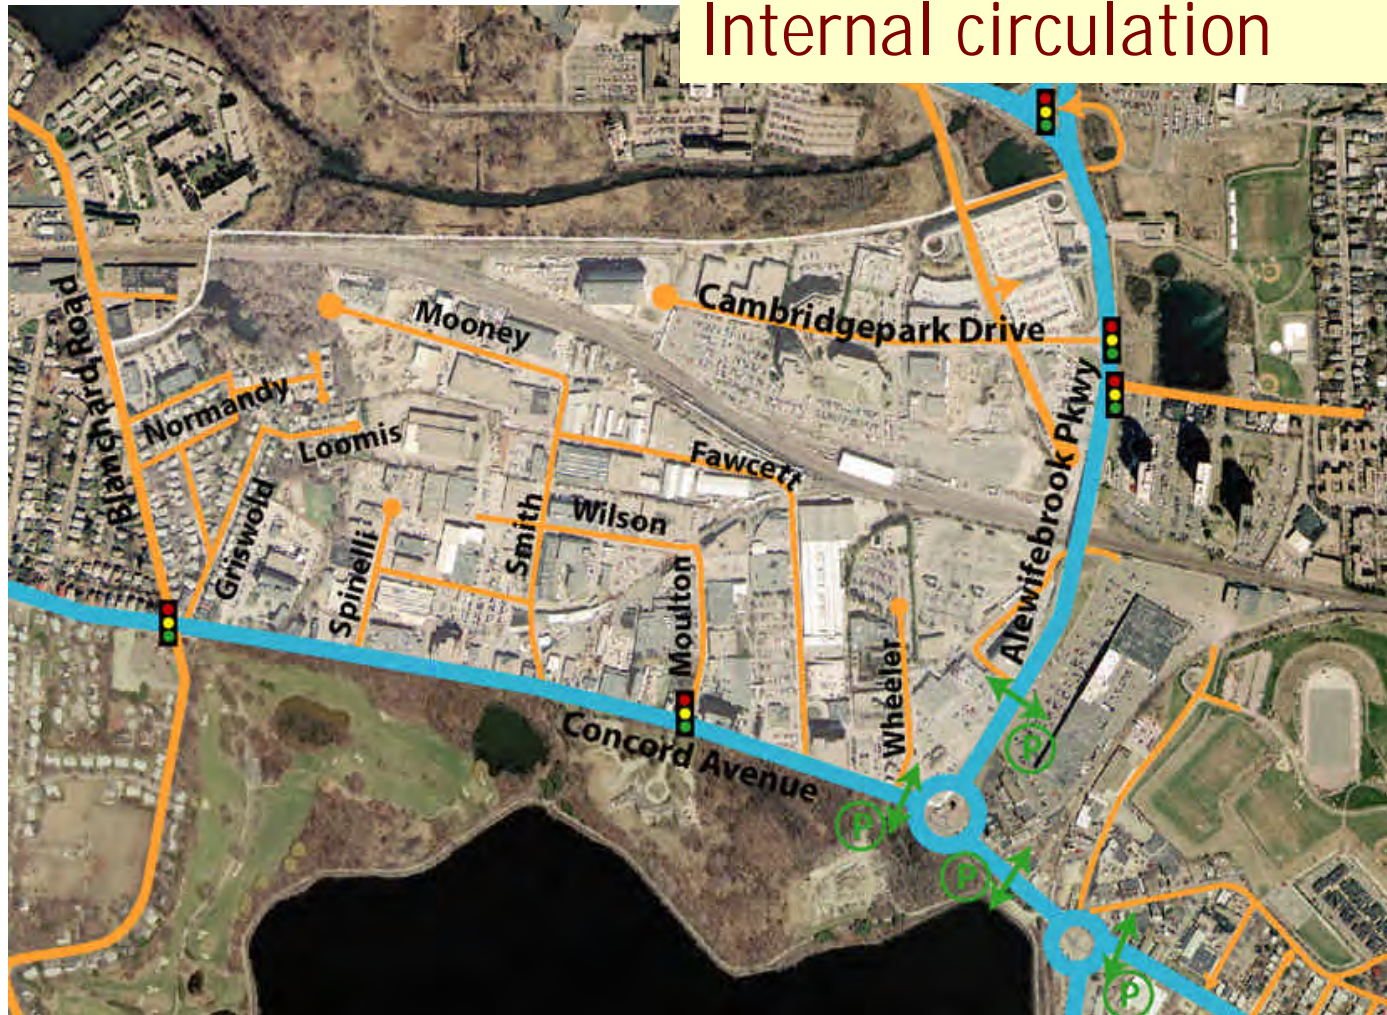 Internal circulation
Blanchard Road
Mooney
Cambridgepark Drive
Normandy
Loomis
Griswold
Spinelli
Smith
Wilson
Fawcett
Moulton
Wheeler
Alewifebrook Pkwy
Concord Avenue
P
P
P
P